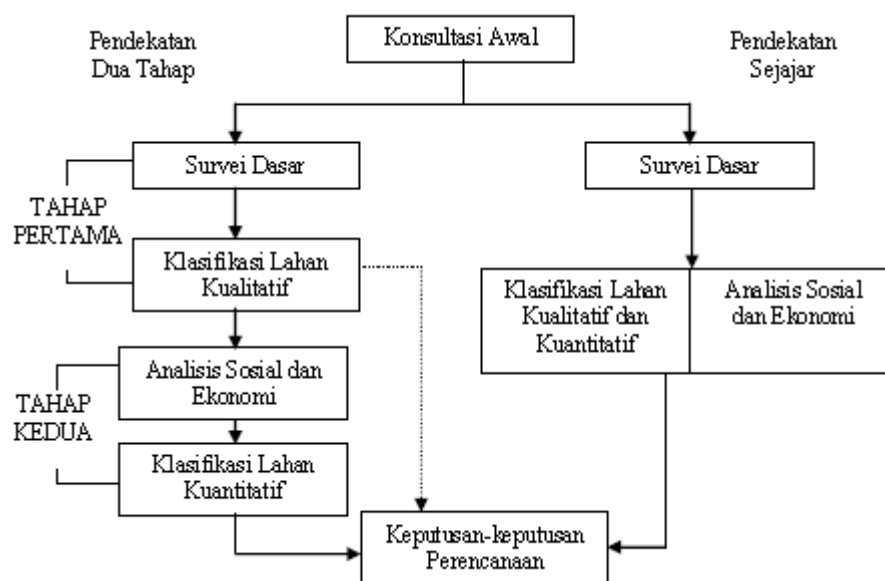 Pendekatan
Dua Tahap
Konsultasi Awal
Pendekatan
Sejajar
Survei Dasar
Survei Dasar
TAHAP
PERTAMA
Klasifikasi Lahan
Kualitatif
Klasifikasi Lahan
Kualitatif dan
Kuantitatif
Analisis Sosial
dan Ekonomi
Analisis Sosial dan
Ekonomi
TAHAP
KEDUA
Klasifikasi Lahan
Kuantitatif
Keputusan-keputusan
Perencanaan